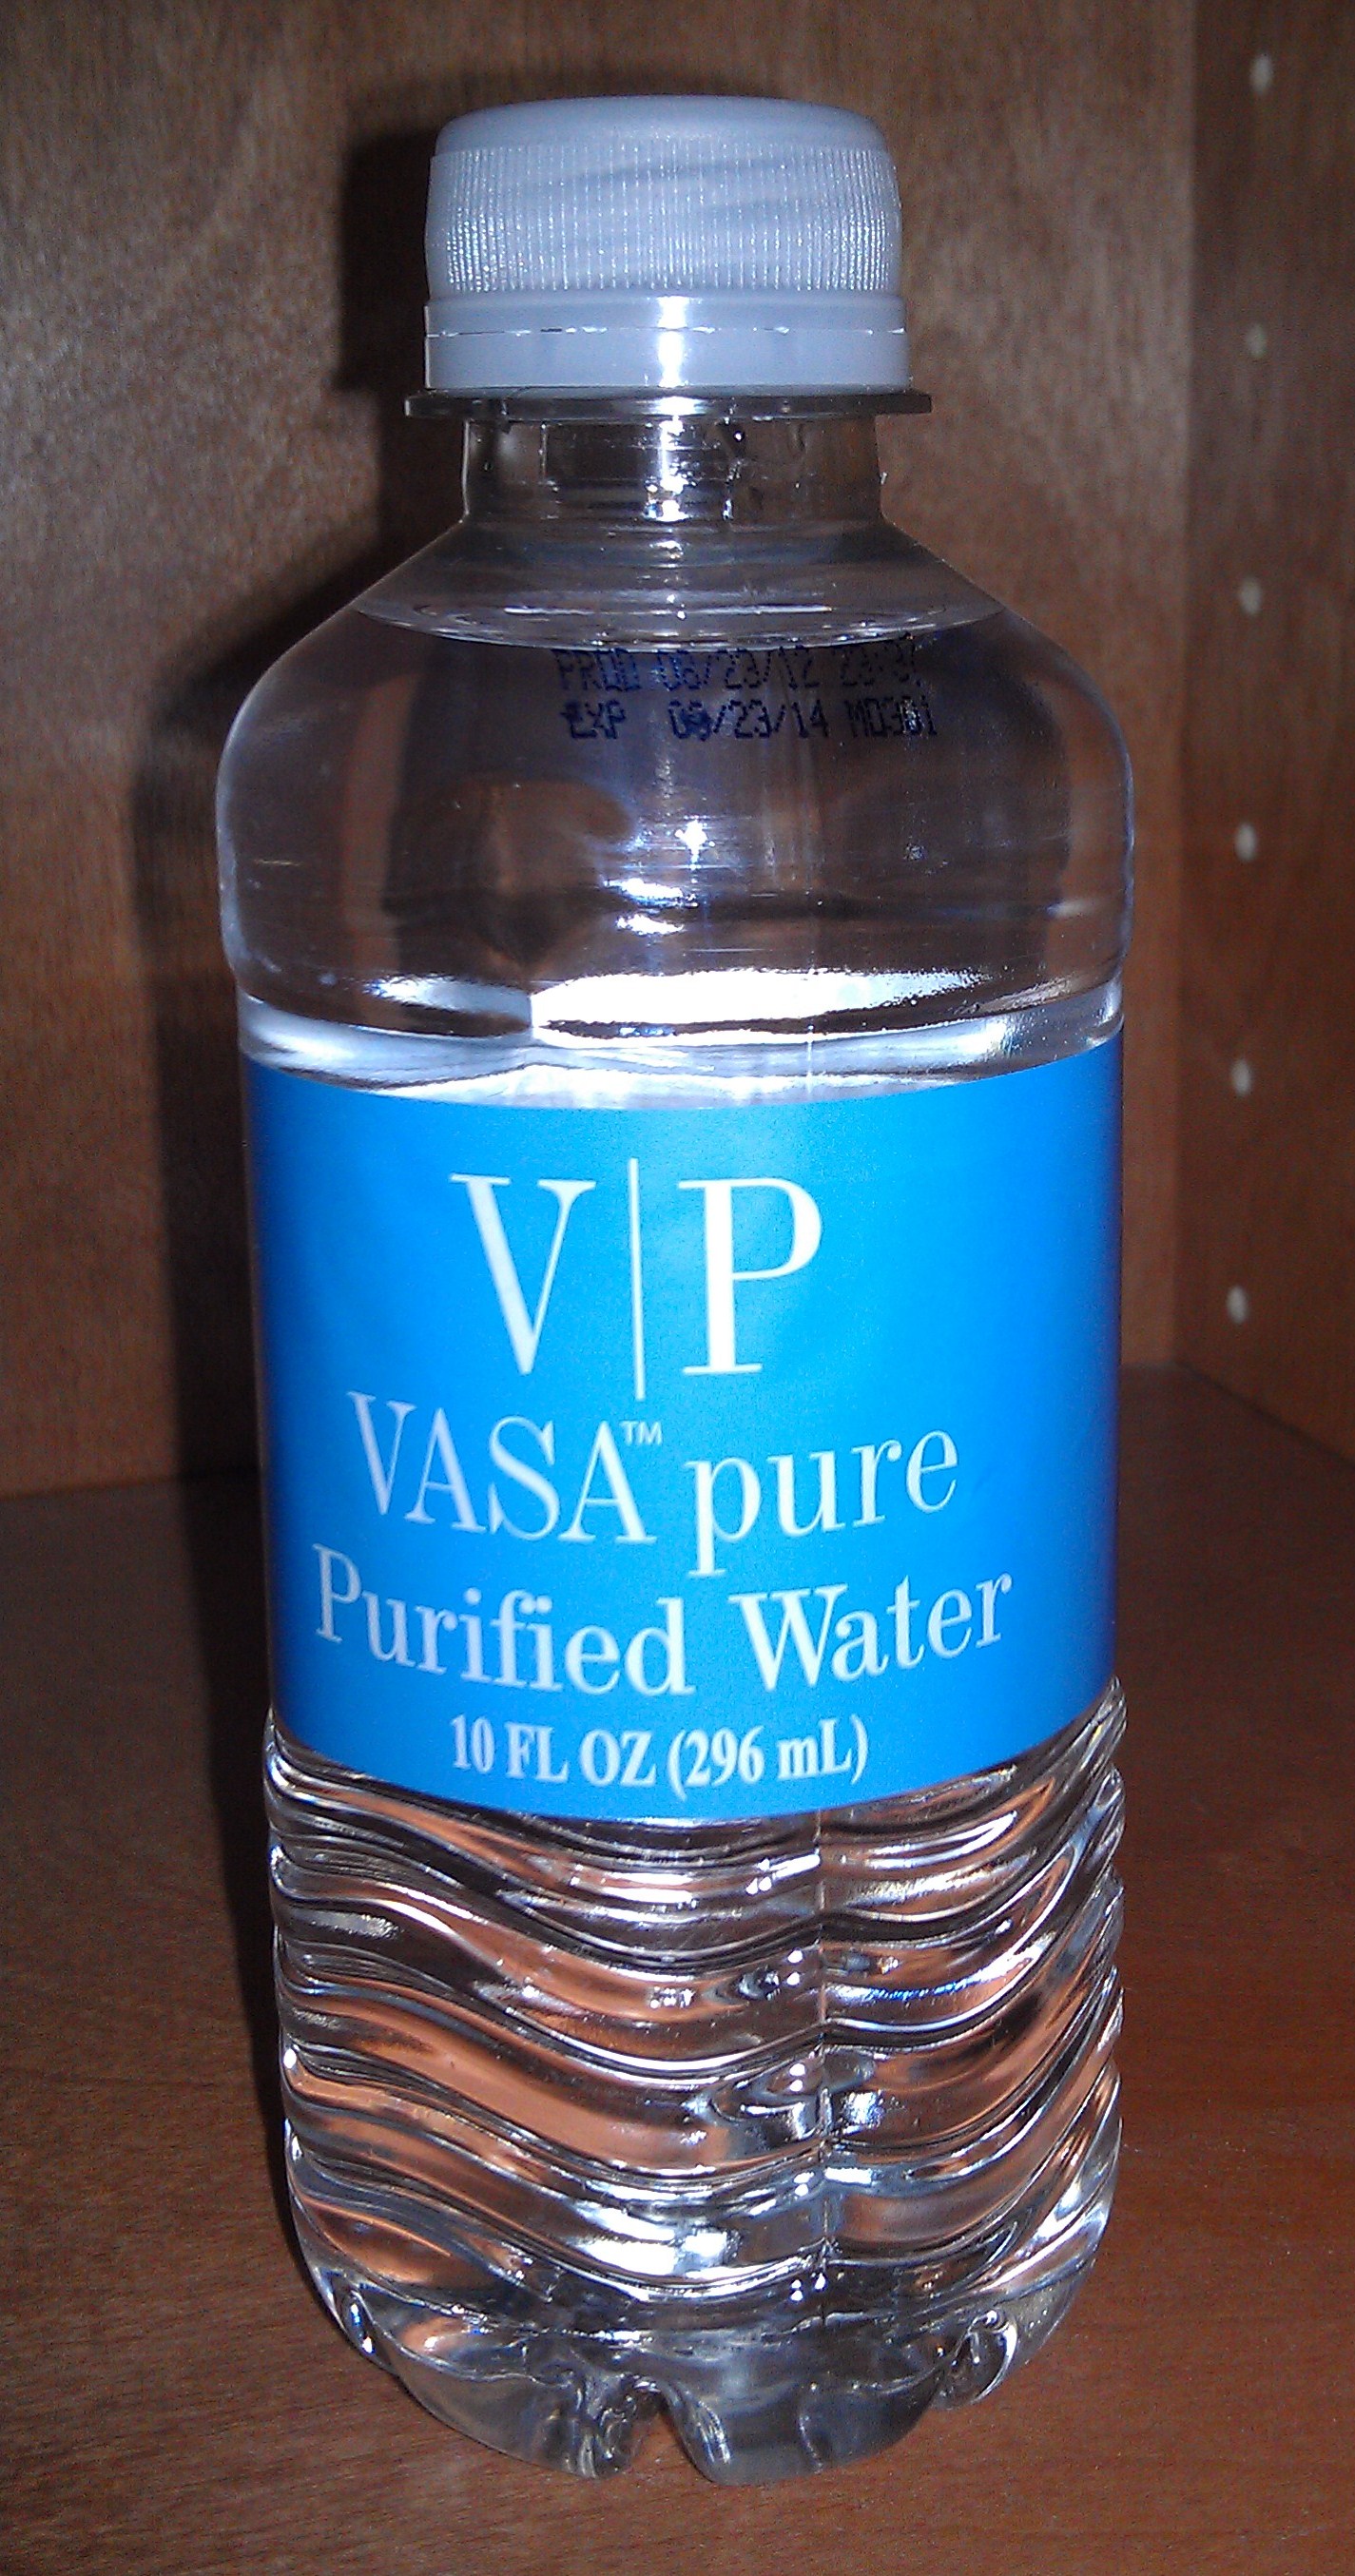 PROD 08/23/12
EXP 08/23/14
V|P
VASA™ pure
Purified Water
10 FL OZ (296 mL)